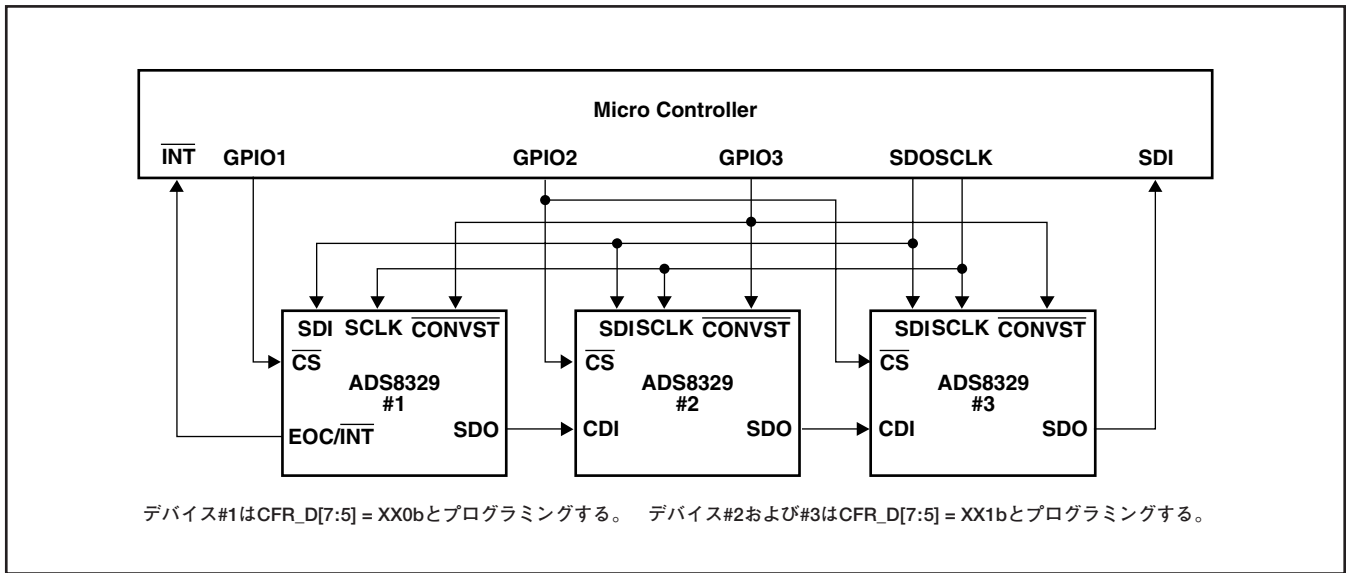 Micro Controller
INT GPIO1 GPIO2 GPIO3 SDOSCLK SDI
SDI SCLK CONVST SDISCLK CONVST SDISCLK CONVST
CS CS CS
ADS8329 ADS8329 ADS8329
#1 #2 #3
EOC/INT SDO CDI SDO CDI SDO
デバイス#1はCFR_D[7:5] = XX0bとプログラミングする。 デバイス#2および#3はCFR_D[7:5] = XX1bとプログラミングする。